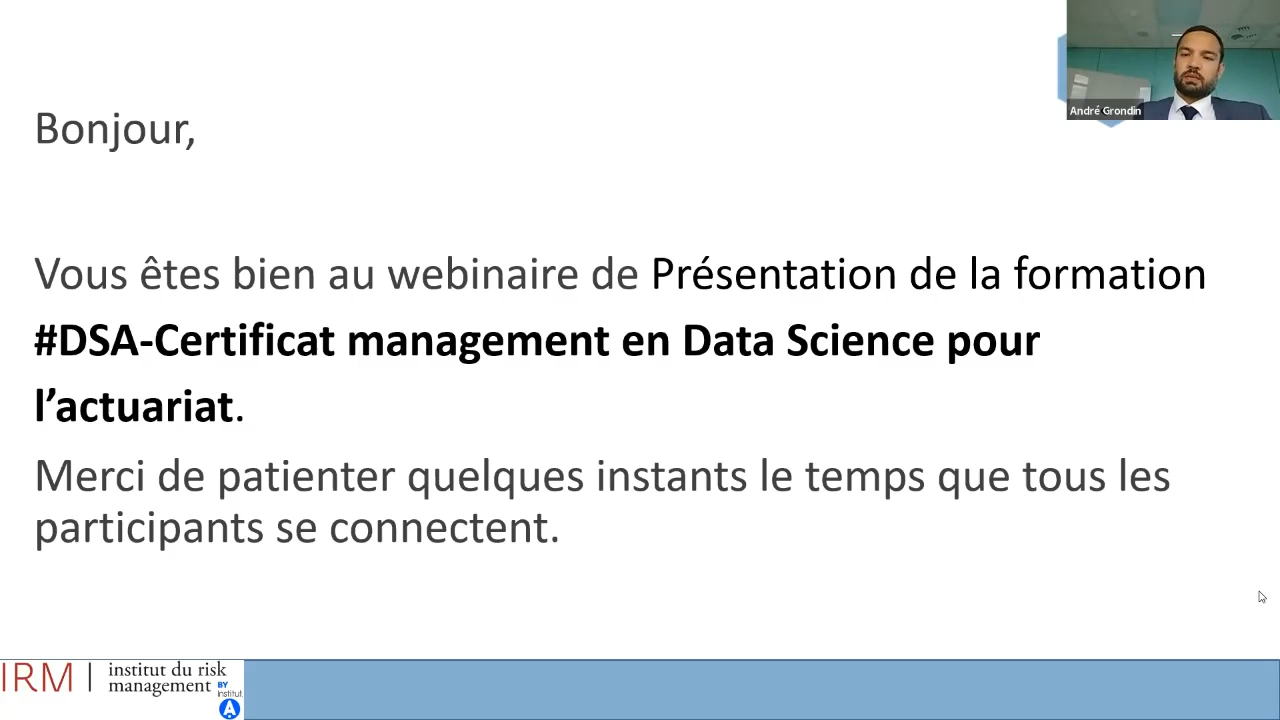 Bonjour,
André Grondin
Vous êtes bien au webinaire de Présentation de la formation
#DSA-Certificat management en Data Science pour
l’actuariat.
Merci de patienter quelques instants le temps que tous les
participants se connectent.
IRM | institut du risk
management BY
Institut.
A